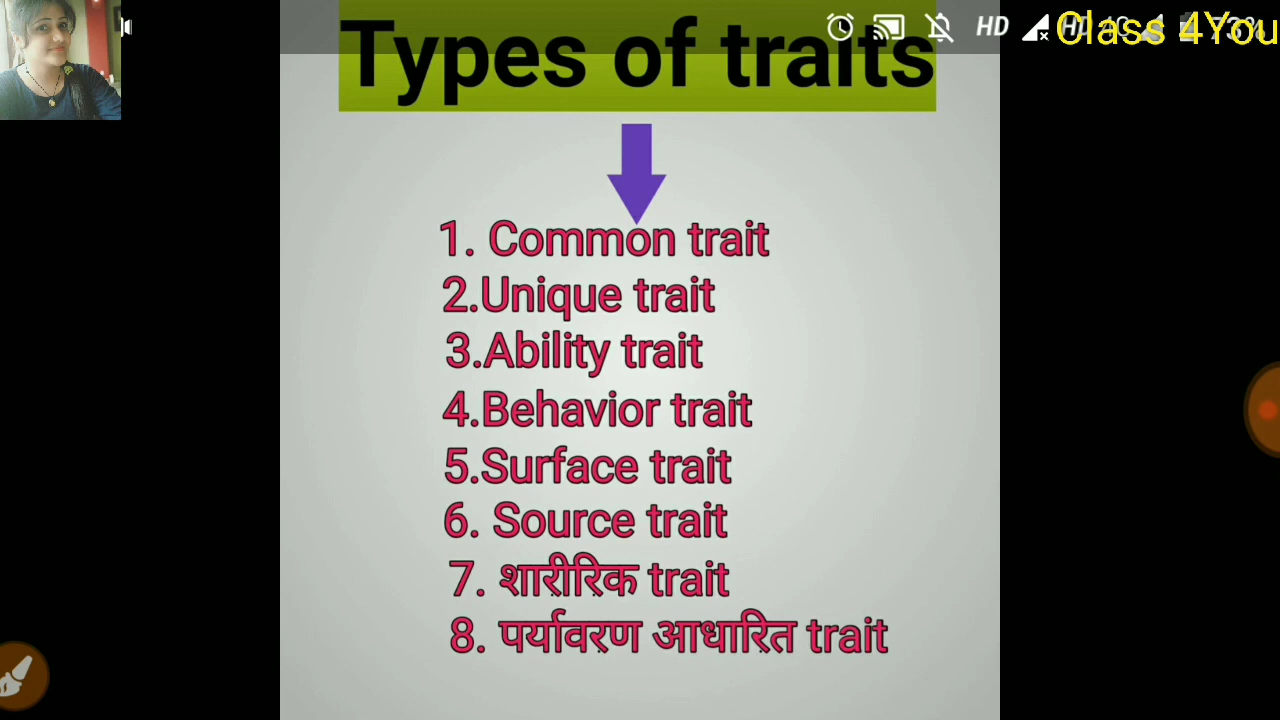 HD
Class 4You
Types of traits
1. Common trait
2.Unique trait
3.Ability trait
4.Behavior trait
5.Surface trait
6. Source trait
7. शारीरिक trait
8. पर्यावरण आधारित trait